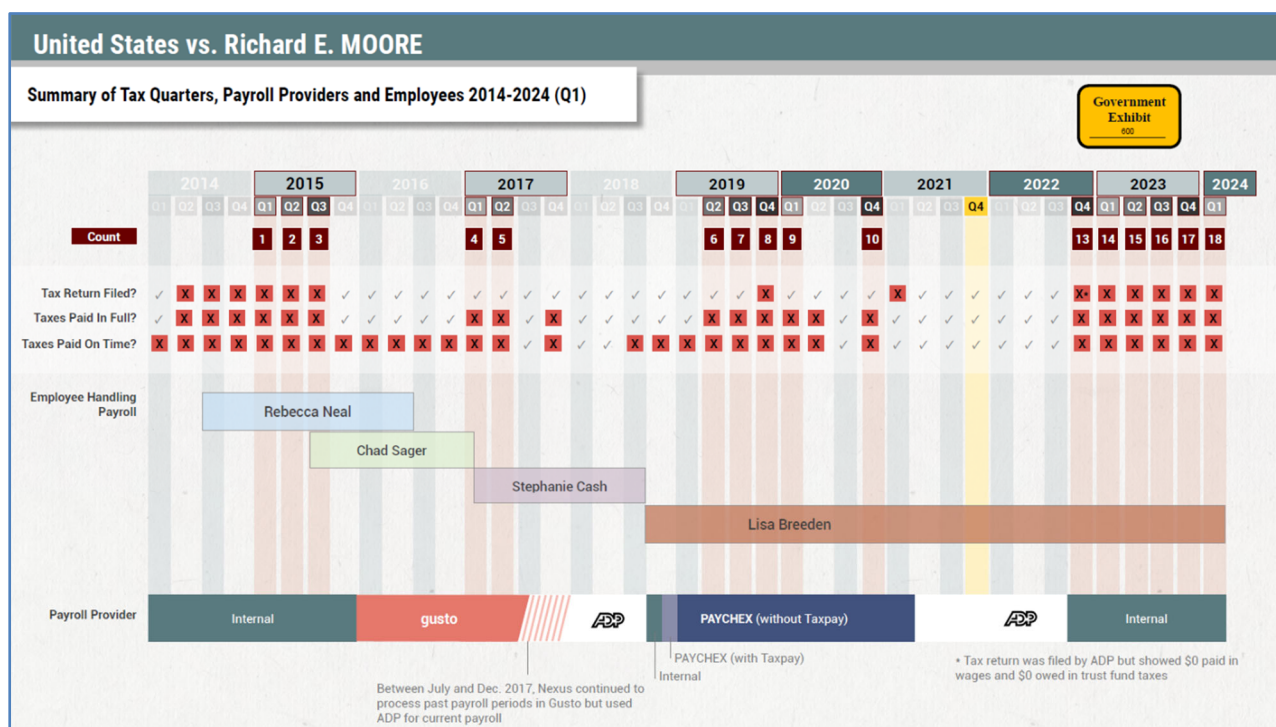 United States vs. Richard E. MOORE
Summary of Tax Quarters, Payroll Providers and Employees 2014-2024 (Q1)
Government
Exhibit
600
2014 2015 2016 2017 2018 2019 2020 2021 2022 2023 2024
Q1 Q2 Q3 Q4 Q1 Q2 Q3 Q4 Q1 Q2 Q3 Q4 Q1 Q2 Q3 Q4 Q1 Q2 Q3 Q4 Q1 Q2 Q3 Q4 Q1 Q2 Q3 Q4 Q1 Q2 Q3 Q4 Q1 Q2 Q3 Q4 Q1 Q2 Q3 Q4 Q1
Count 1 2 3 4 5 6 7 8 9 10 13 14 15 16 17 18
Tax Return Filed? ✓ X X X X X X ✓ ✓ ✓ ✓ ✓ ✓ ✓ ✓ ✓ ✓ ✓ ✓ ✓ ✓ ✓ ✓ X ✓ ✓ ✓ ✓ X ✓ ✓ ✓ ✓ ✓ ✓ X* X X X X X
Taxes Paid In Full? ✓ X X X X X X ✓ ✓ ✓ ✓ ✓ X X ✓ X ✓ ✓ ✓ ✓ ✓ X X X X X ✓ X ✓ ✓ ✓ ✓ ✓ ✓ ✓ X X X X X X
Taxes Paid On Time? X X X X X X X X X X X X X X ✓ X ✓ ✓ X X X X X X X X ✓ X ✓ ✓ ✓ ✓ ✓ ✓ ✓ X X X X X X
Employee Handling
Payroll
Rebecca Neal
Chad Sager
Stephanie Cash
Lisa Breeden
Payroll Provider Internal gusto ADP PAYCHEX (without Taxpay) ADP Internal
PAYCHEX (with Taxpay)
Internal
Between July and Dec. 2017, Nexus continued to
process past payroll periods in Gusto but used
ADP for current payroll
* Tax return was filed by ADP but showed $0 paid in
wages and $0 owed in trust fund taxes